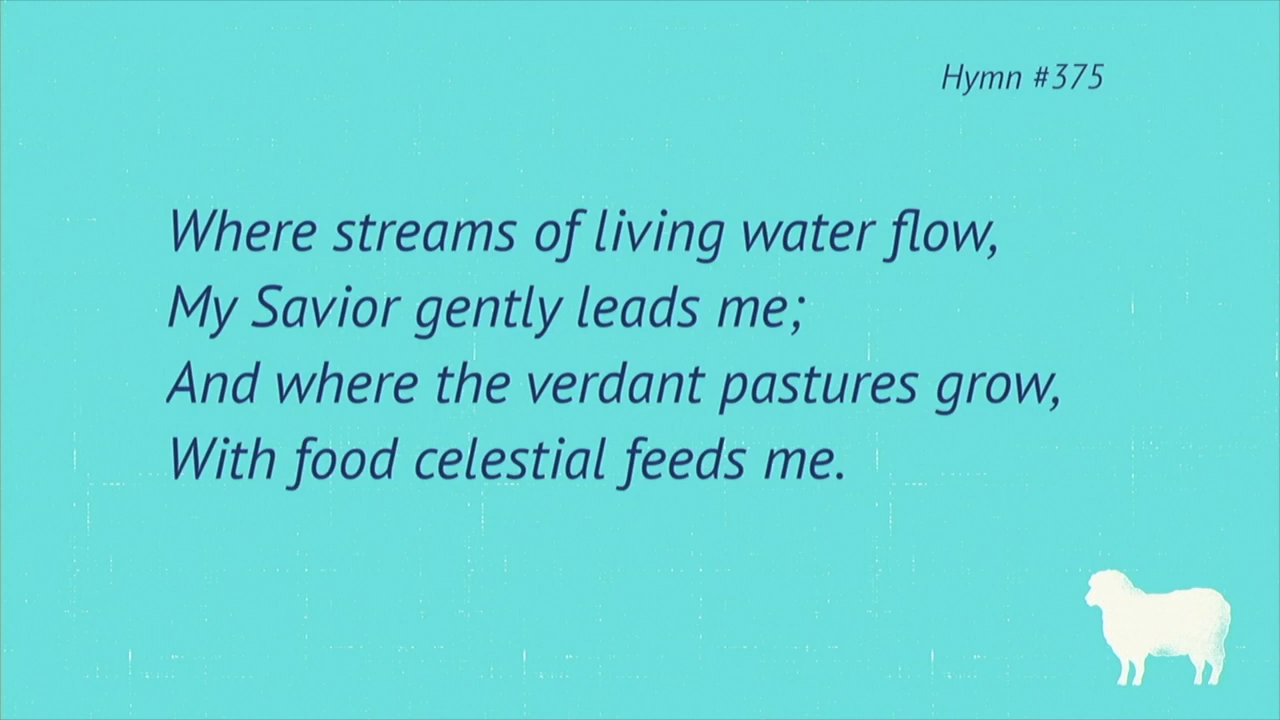 Hymn #375
Where streams of living water flow,
My Savior gently leads me;
And where the verdant pastures grow,
With food celestial feeds me.